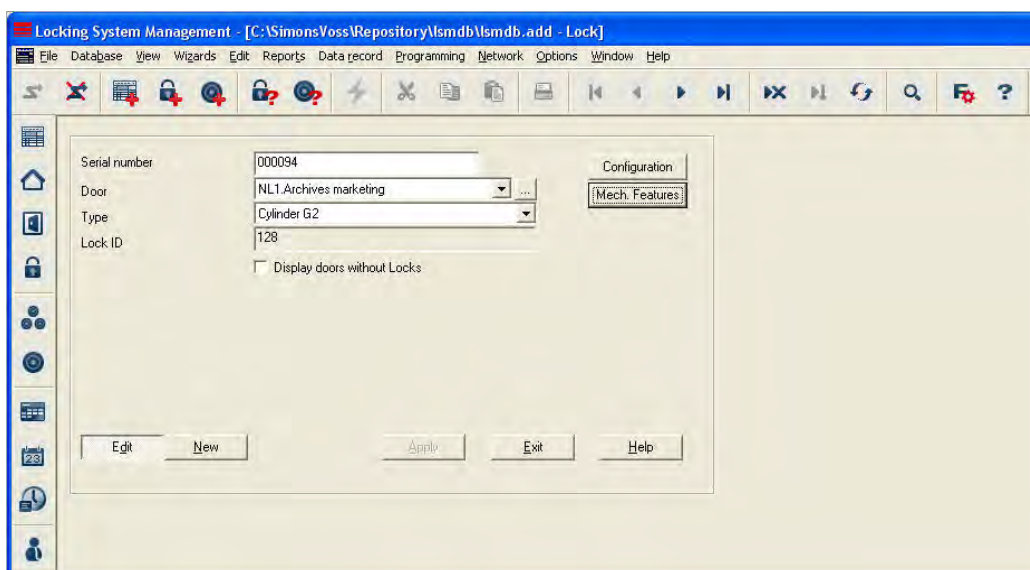 Locking System Management - [C:\SimonsVoss\Repository\lsmdb\lsmdb.add - Lock]
File Database View Wizards Edit Reports Data record Programming Network Options Window Help
Serial number 000094 Configuration
Door NL1.Archives marketing ... Mech. Features
Type Cylinder G2
Lock ID 128
Display doors without Locks
Edit New Apply Exit Help
23